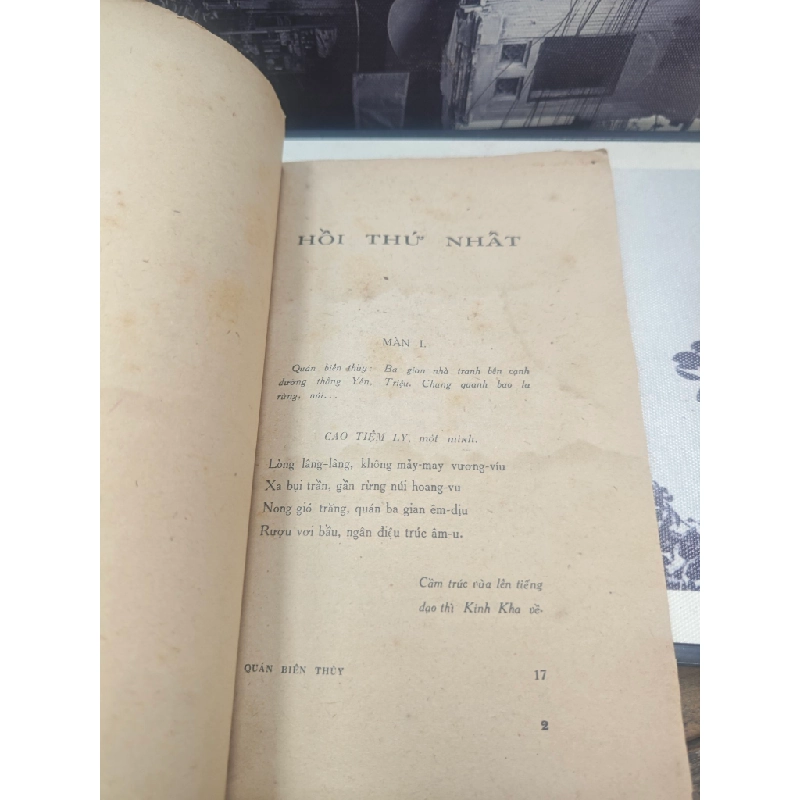 HỒI THỨ NHẤT
MÀN I.
Quán biên thùy: Ba gian nhà tranh bên cạnh
đường thẳng Yên, Triệu. Chung quanh bao la
rừng, núi...
CAO TIỆM LY, một mình.
Lòng lâng-lâng, không mảy-may vương-víu
Xa bụi trần, gần rừng núi hoang-vu
Nong gió trăng, quán ba gian êm-dịu
Rượu vơi bầu, ngân điệu trúc âm-u.
Cầm trúc vừa lên tiếng
dạo thì Kinh Kha về.
QUÁN BIÊN THÙY 17
2